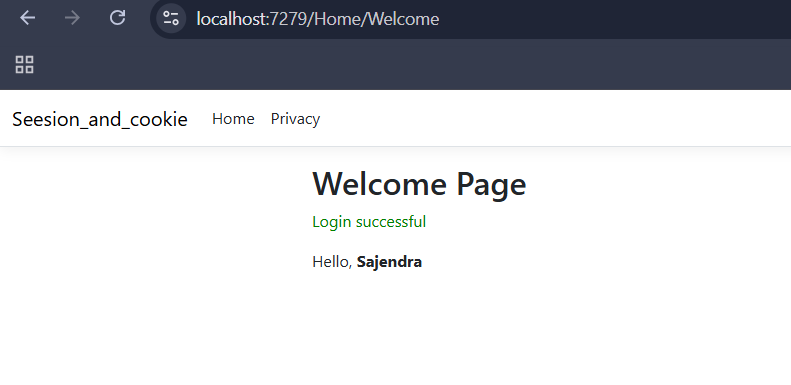 localhost:7279/Home/Welcome
Seesion_and_cookie Home Privacy
Welcome Page
Login successful
Hello, Sajendra